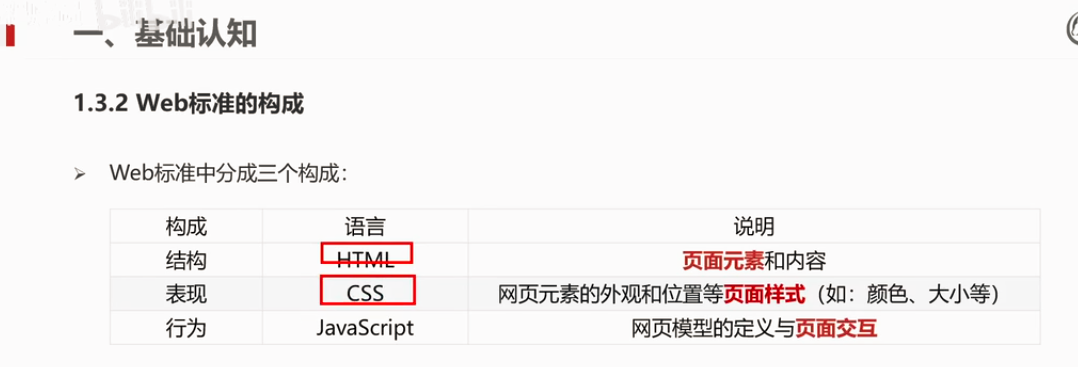 一、基础认知
1.3.2 Web标准的构成
Web标准中分成三个构成：
构成 语言 说明
结构 HTML 页面元素和内容
表现 CSS 网页元素的外观和位置等页面样式（如：颜色、大小等）
行为 JavaScript 网页模型的定义与页面交互